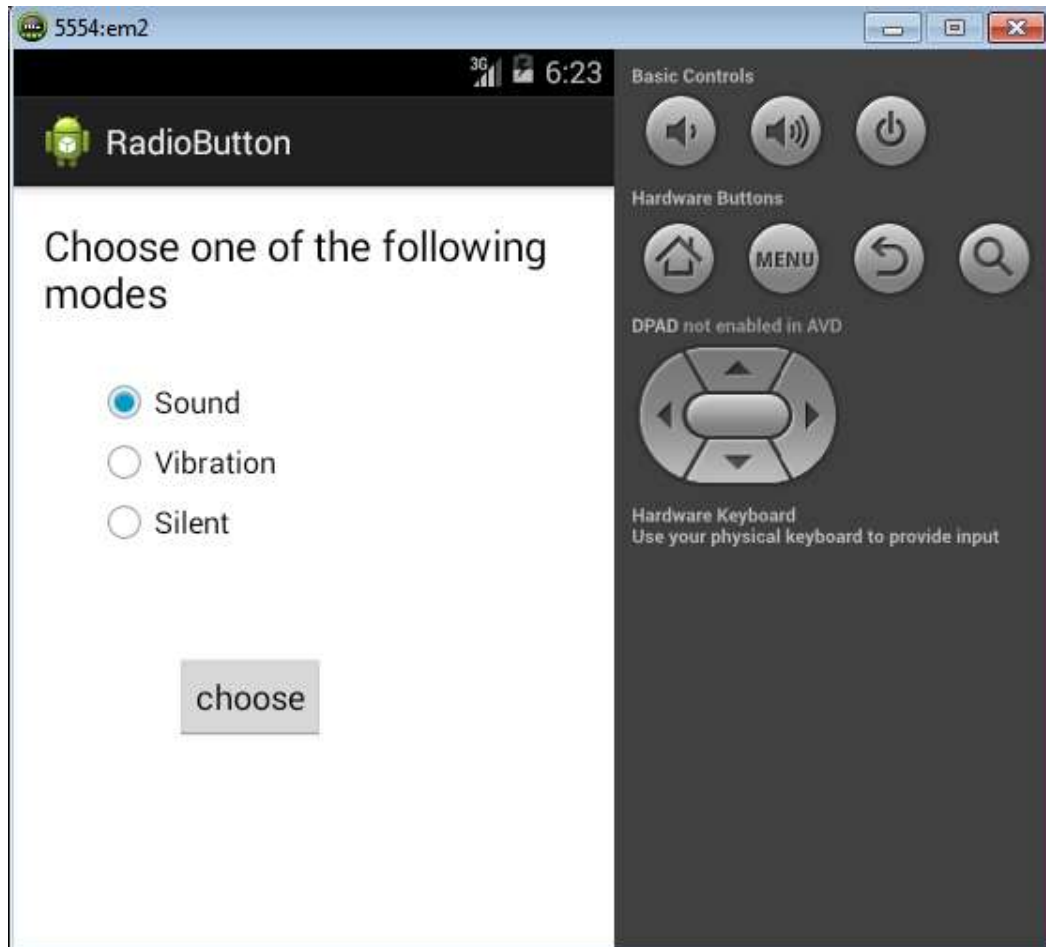 5554:em2
3G 6:23
RadioButton
Choose one of the following
modes
Sound
Vibration
Silent
choose
Basic Controls
Hardware Buttons
MENU
DPAD not enabled in AVD
Hardware Keyboard
Use your physical keyboard to provide input